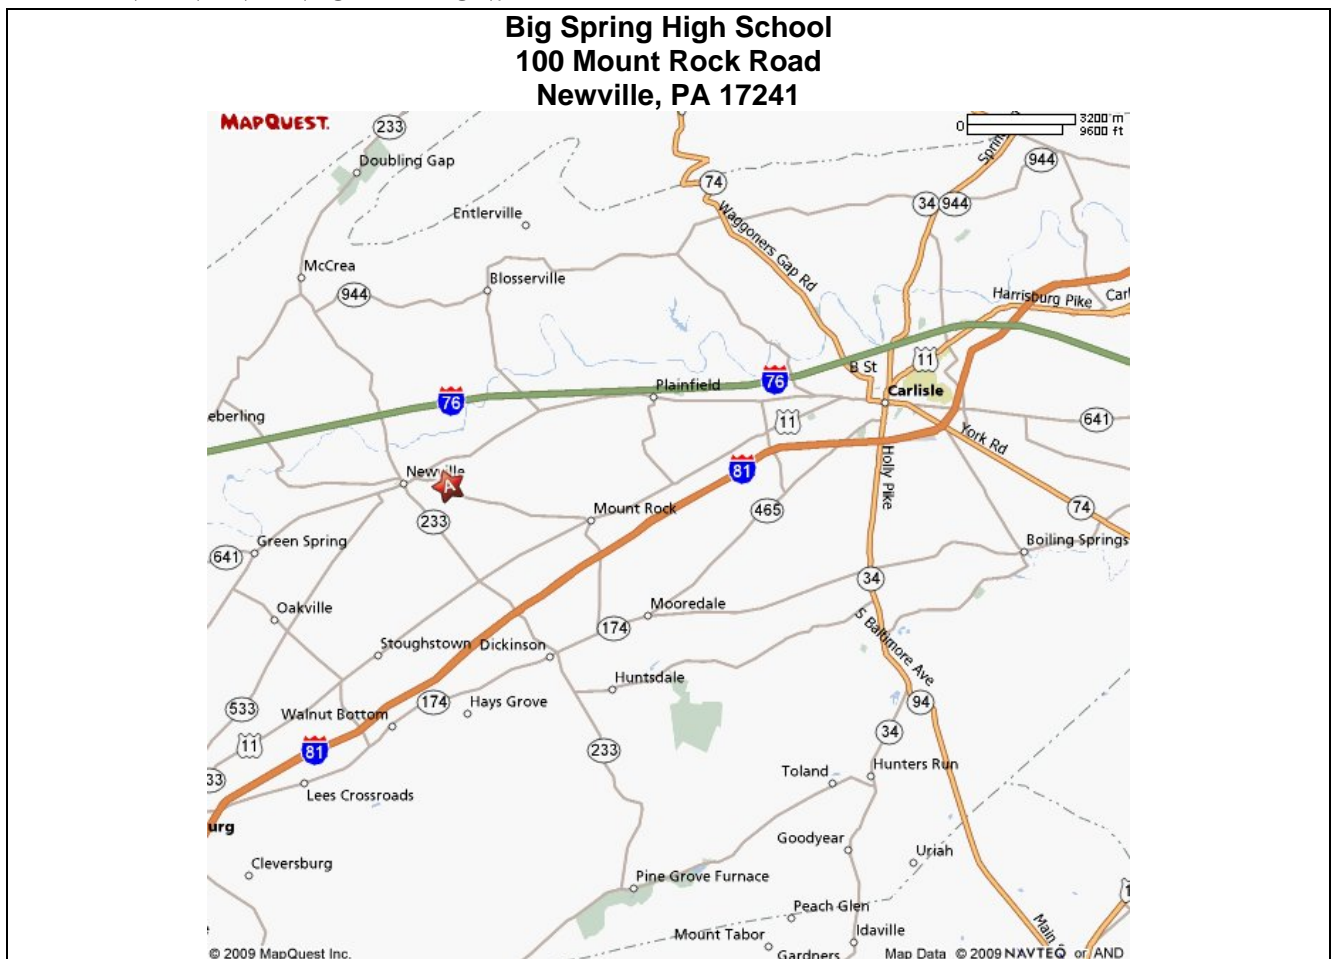 Big Spring High School
100 Mount Rock Road
Newville, PA 17241
MAPQUEST.
0
3200 m
9600 ft
233
Doubling Gap
944
74
Entlerville
34
944
Waggoners Gap Rd
McCrea
Blosserville
944
Harrisburg Pike
11
B St
76
Plainfield
76
Carlisle
eberling
11
641
York Rd
81
Newville
A
Holly Pike
233
Mount Rock
465
74
641
Green Spring
Boiling Springs
34
Oakville
Mooredale
174
S Baltimore Ave
Stoughstown
Dickinson
Huntsdale
533
Walnut Bottom
174
Hays Grove
94
11
81
233
34
33
Toland
Hunters Run
Lees Crossroads
urg
Goodyear
Uriah
Cleversburg
Pine Grove Furnace
Peach Glen
Mount Tabor
Idaville
Main
Gardners
© 2009 MapQuest Inc.
Map Data © 2009 NAVTEQ or AND